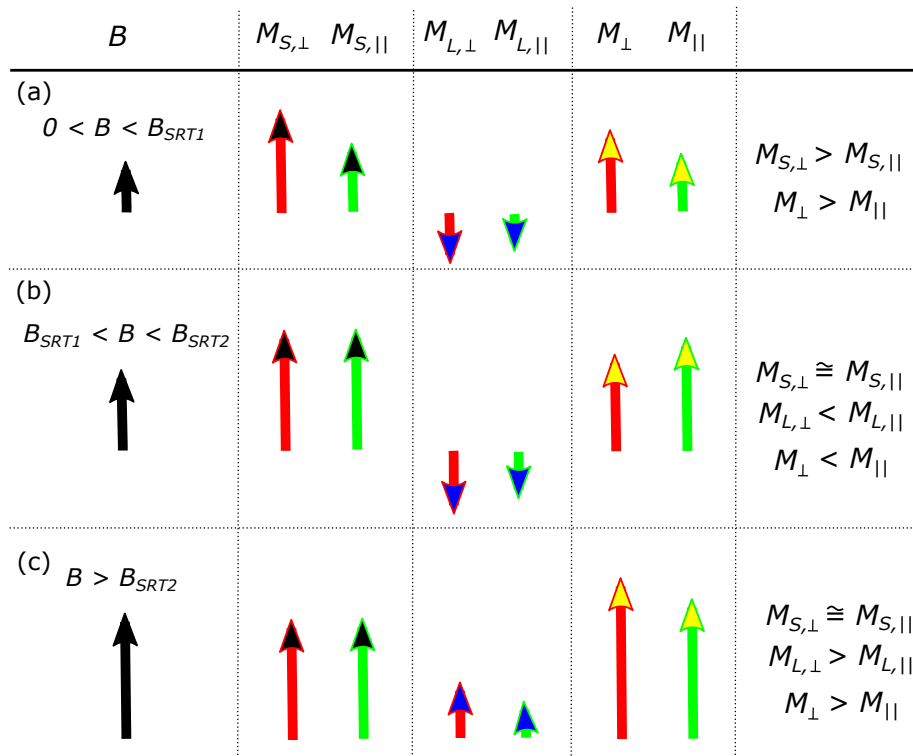 B M_{S,⊥} M_{S,||} M_{L,⊥} M_{L,||} M_⊥ M_{||}
(a)
0 < B < B_{SRT1}
M_{S,⊥} > M_{S,||}
M_⊥ > M_{||}
(b)
B_{SRT1} < B < B_{SRT2}
M_{S,⊥} ≅ M_{S,||}
M_{L,⊥} < M_{L,||}
M_⊥ < M_{||}
(c)
B > B_{SRT2}
M_{S,⊥} ≅ M_{S,||}
M_{L,⊥} > M_{L,||}
M_⊥ > M_{||}